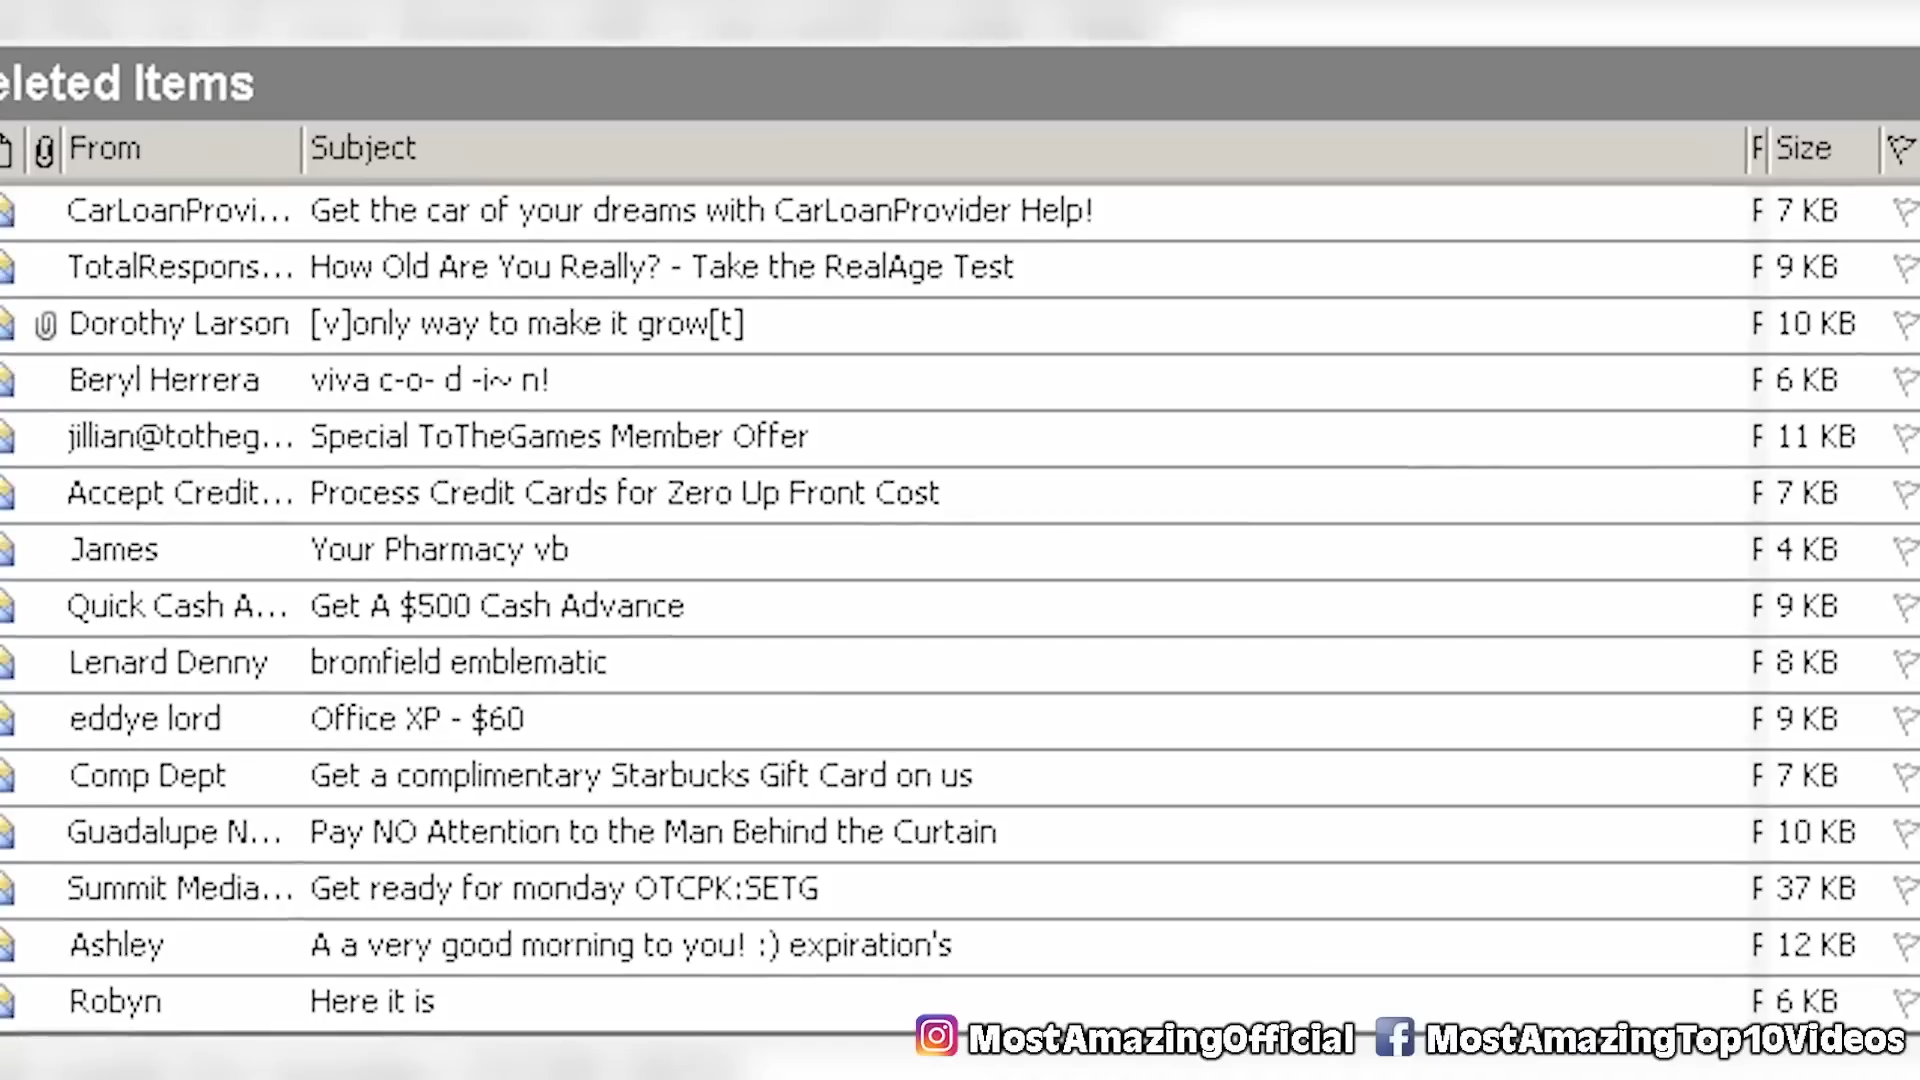 eleted Items
From Subject F Size
CarLoanProvi... Get the car of your dreams with CarLoanProvider Help! F 7 KB
TotalRespons... How Old Are You Really? - Take the RealAge Test F 9 KB
Dorothy Larson [v]only way to make it grow[t] F 10 KB
Beryl Herrera viva c-o- d -i~ n! F 6 KB
jillian@totheg... Special ToTheGames Member Offer F 11 KB
Accept Credit... Process Credit Cards for Zero Up Front Cost F 7 KB
James Your Pharmacy vb F 4 KB
Quick Cash A... Get A $500 Cash Advance F 9 KB
Lenard Denny bromfield emblematic F 8 KB
eddye lord Office XP - $60 F 9 KB
Comp Dept Get a complimentary Starbucks Gift Card on us F 7 KB
Guadalupe N... Pay NO Attention to the Man Behind the Curtain F 10 KB
Summit Media... Get ready for monday OTCPK:SETG F 37 KB
Ashley A a very good morning to you! :) expiration's F 12 KB
Robyn Here it is F 6 KB
MostAmazingOfficial f MostAmazingTop10Videos